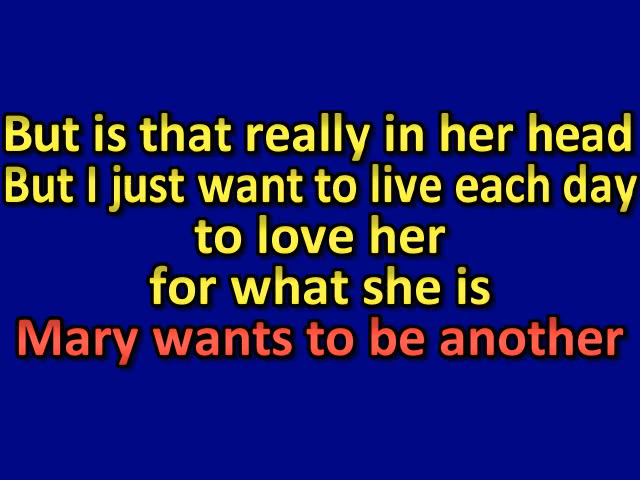 But is that really in her head
But I just want to live each day
to love her
for what she is
Mary wants to be another